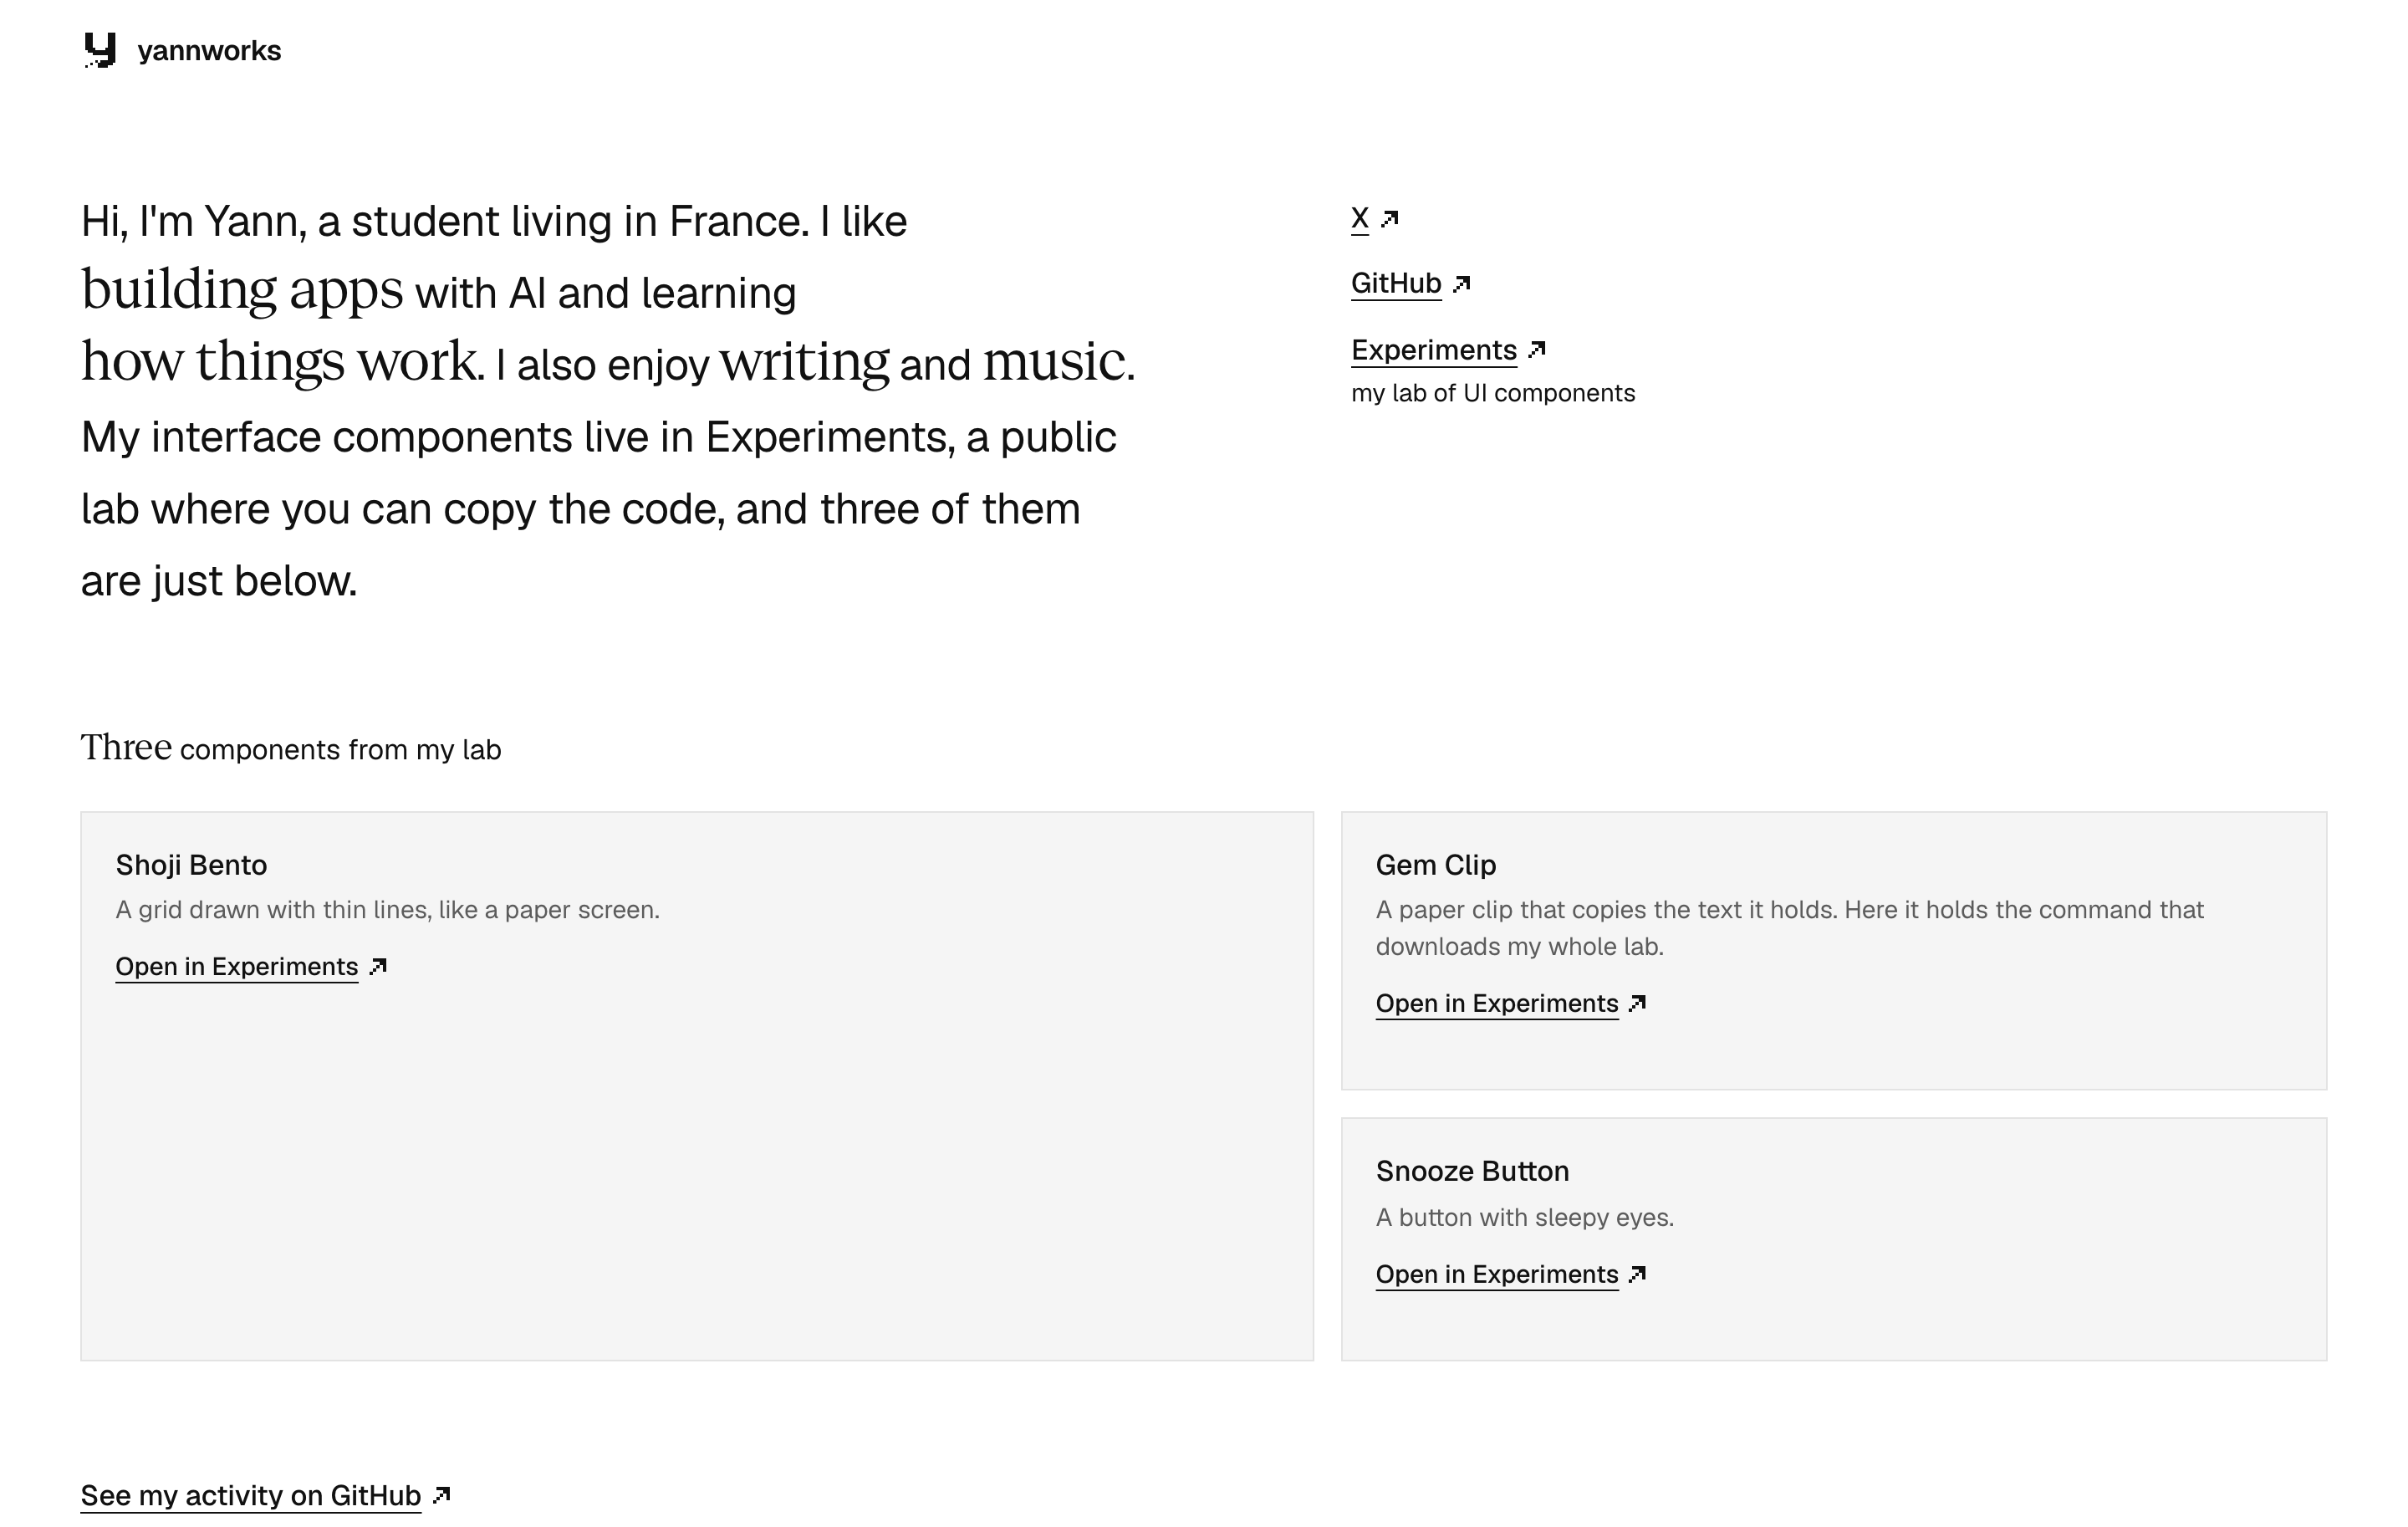 yannworks
Hi, I'm Yann, a student living in France. I like
building apps with AI and learning
how things work. I also enjoy writing and music.
My interface components live in Experiments, a public
lab where you can copy the code, and three of them
are just below.
X
GitHub
Experiments
my lab of UI components
Three components from my lab
Shoji Bento
A grid drawn with thin lines, like a paper screen.
Open in Experiments
Gem Clip
A paper clip that copies the text it holds. Here it holds the command that
downloads my whole lab.
Open in Experiments
Snooze Button
A button with sleepy eyes.
Open in Experiments
See my activity on GitHub